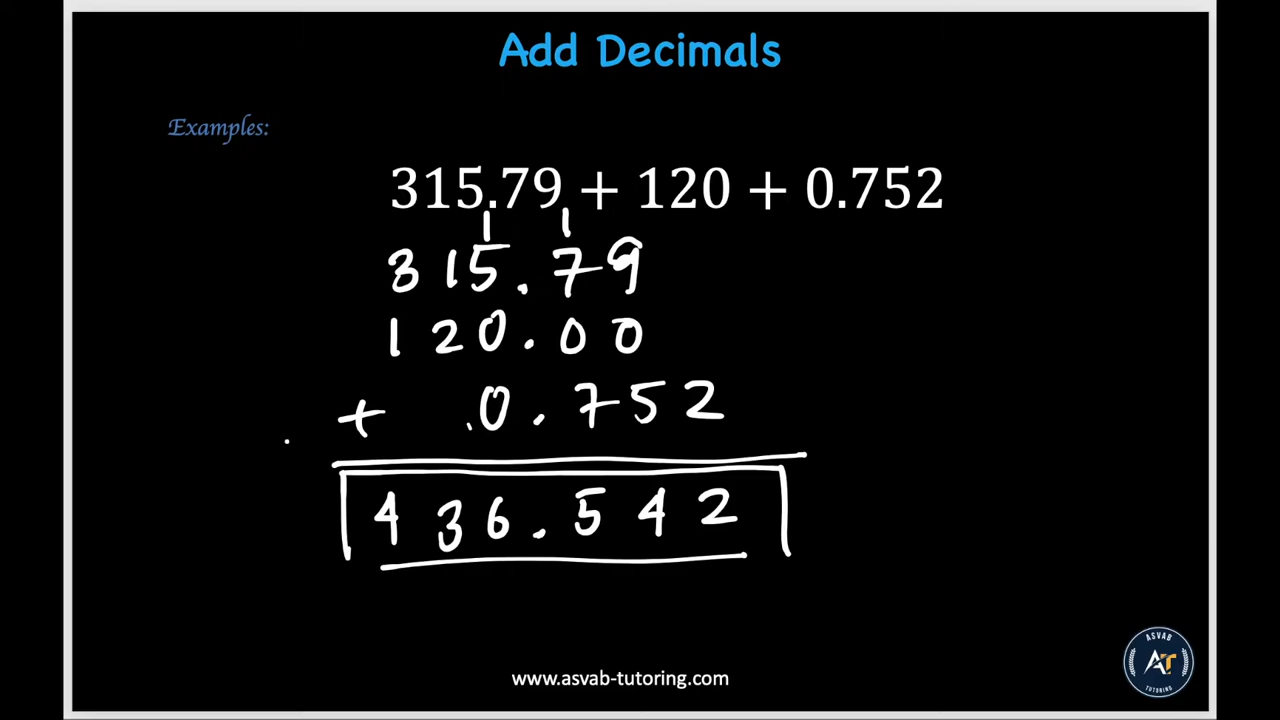 Add Decimals
Examples:
315.79 + 120 + 0.752
1 1
315.79
120.00
+ 0.752
436.542
www.asvab-tutoring.com
ASVAB
AT
TUTORING